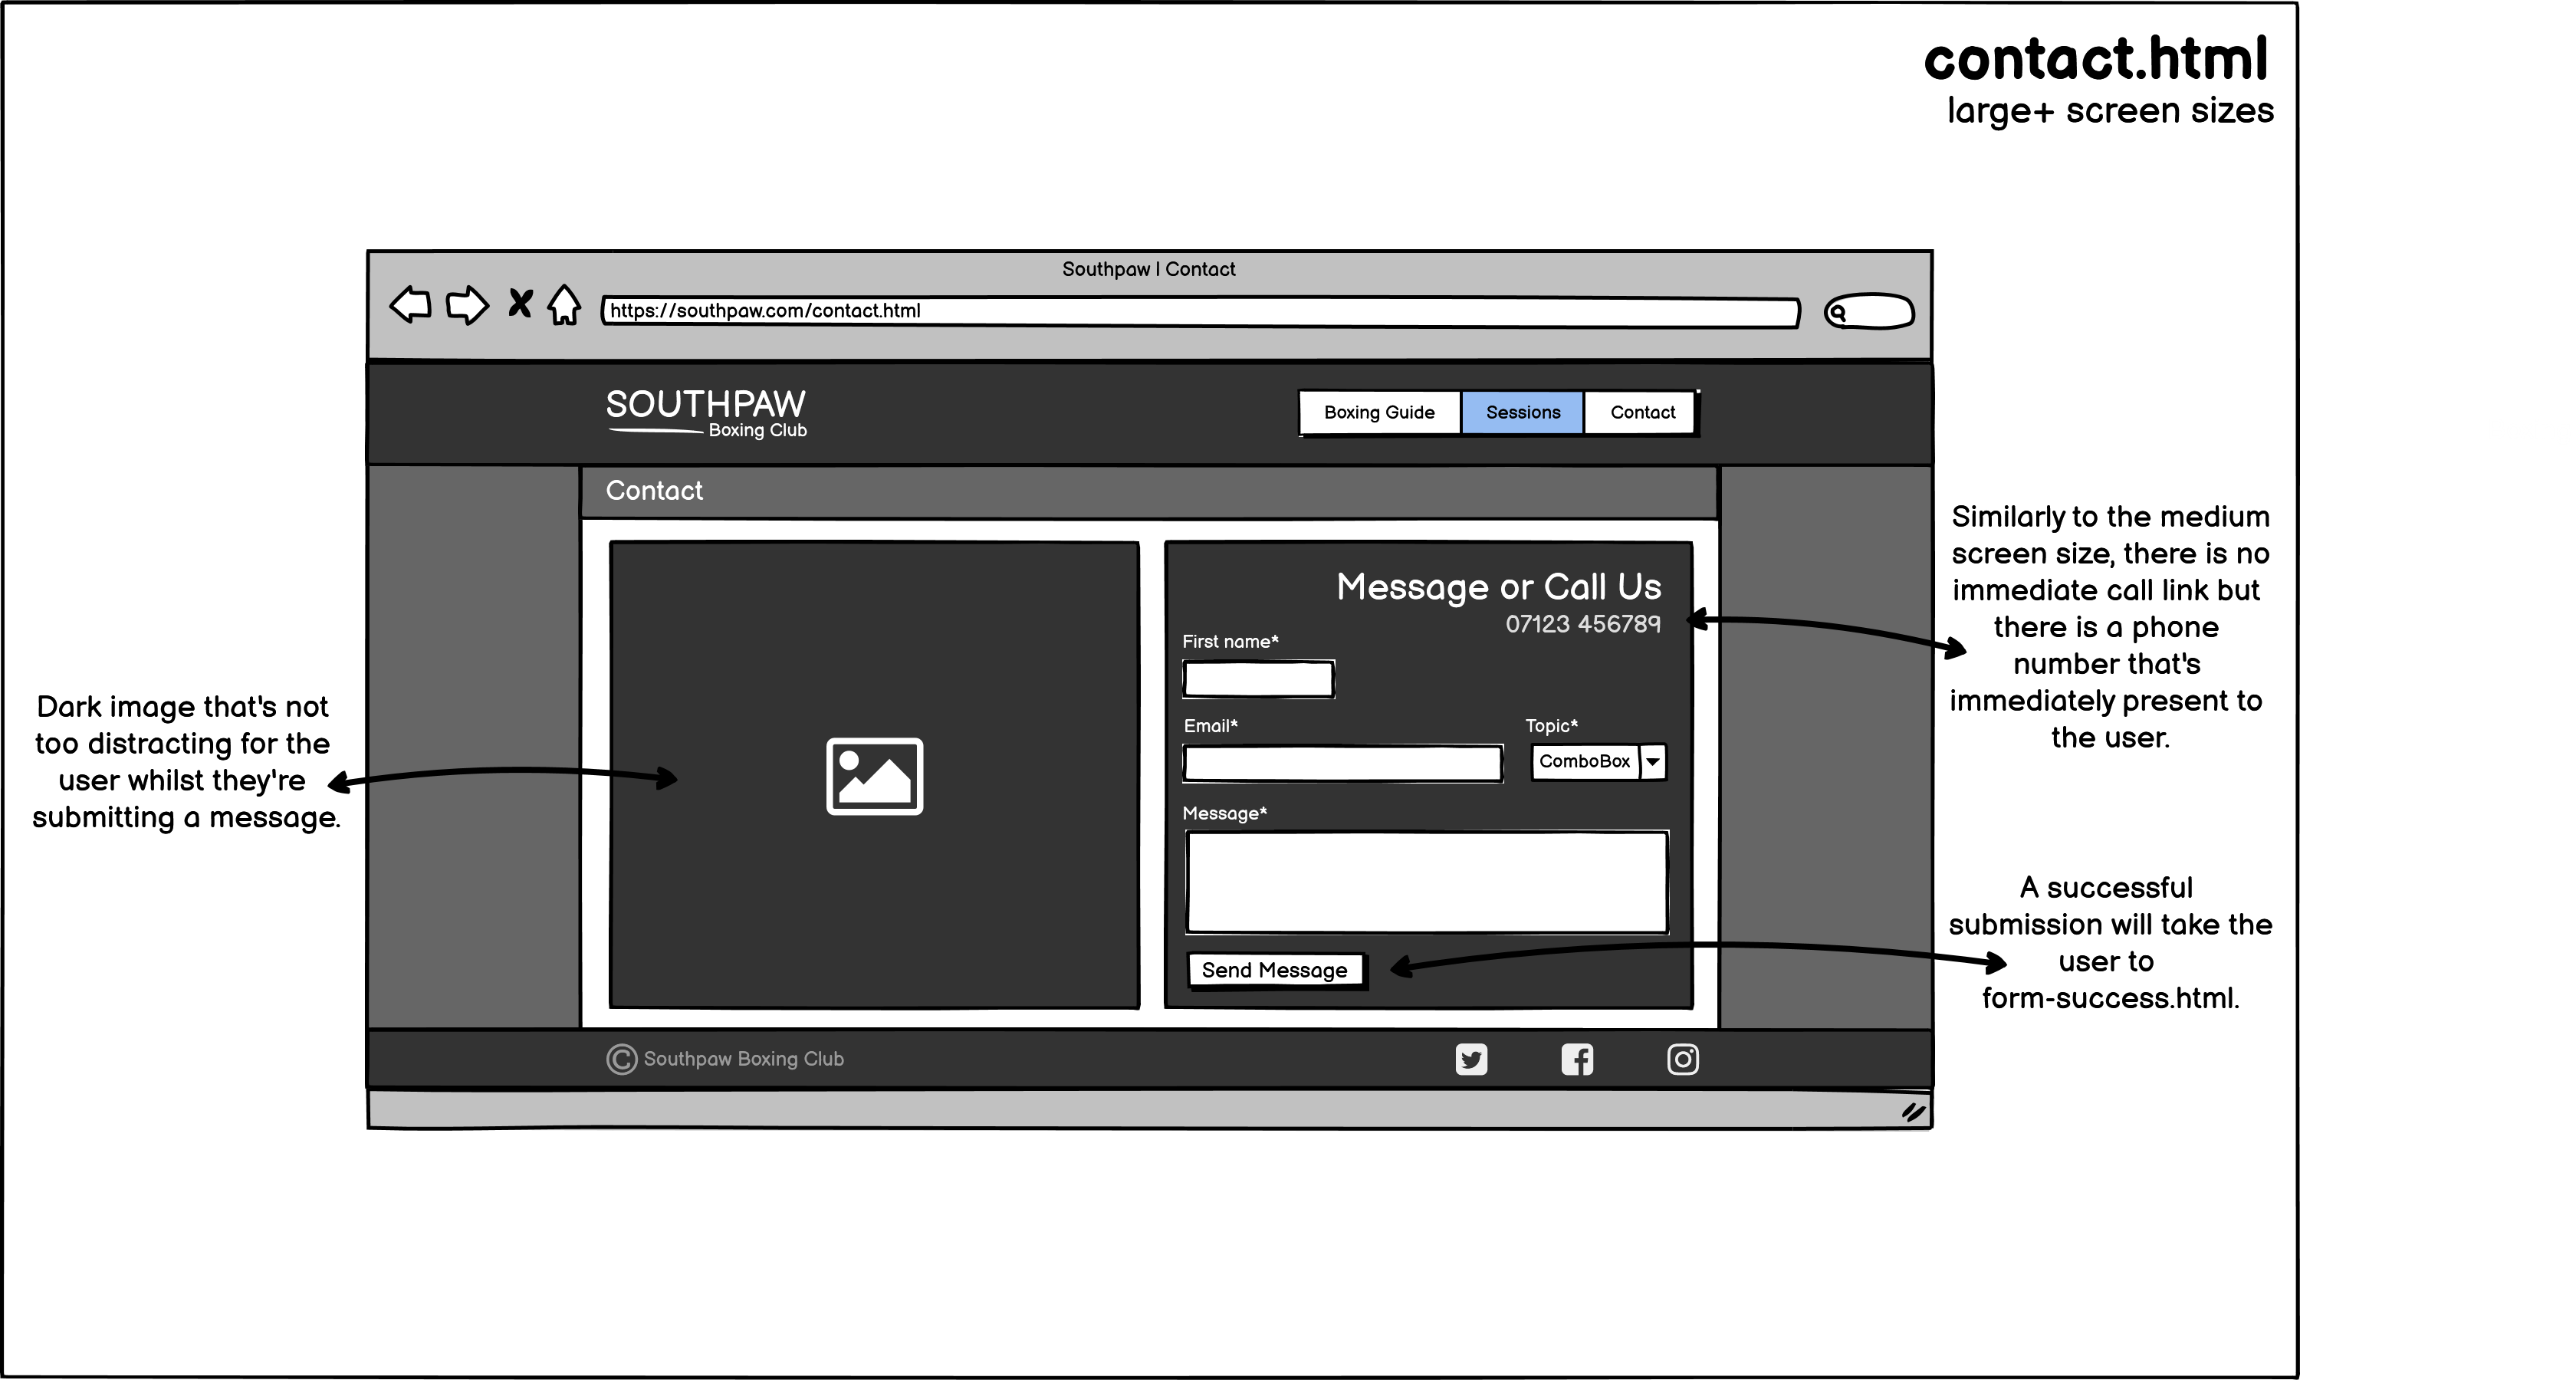 contact.html
large+ screen sizes
Southpaw | Contact
https://southpaw.com/contact.html
SOUTHPAW
Boxing Club
Boxing Guide
Sessions
Contact
Contact
Message or Call Us
07123 456789
First name*
Email*
Topic*
ComboBox
Message*
Send Message
© Southpaw Boxing Club
Dark image that's not
too distracting for the
user whilst they're
submitting a message.
Similarly to the medium
screen size, there is no
immediate call link but
there is a phone
number that's
immediately present to
the user.
A successful
submission will take the
user to
form-success.html.